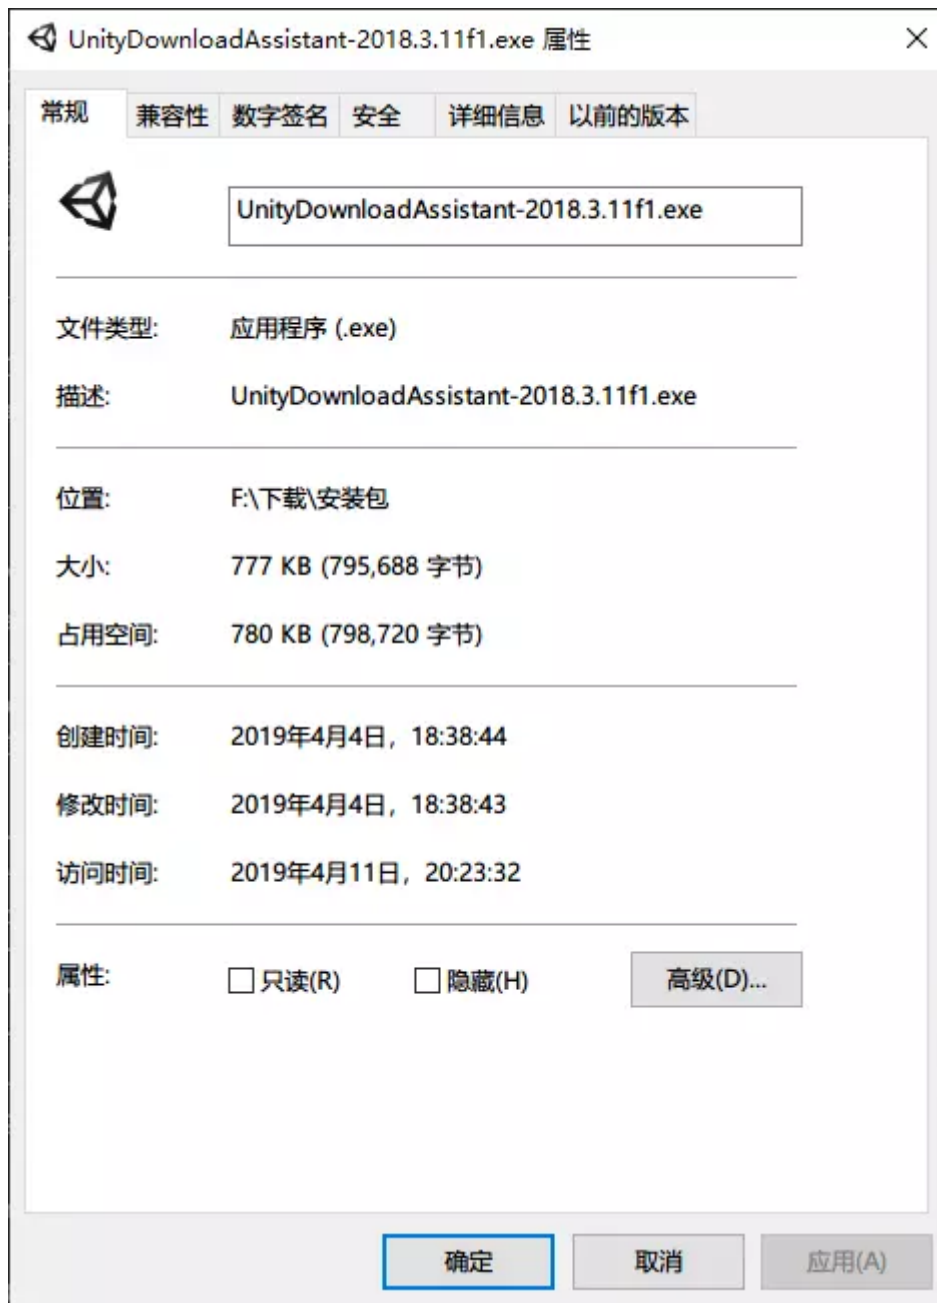 UnityDownloadAssistant-2018.3.11f1.exe 属性
常规 兼容性 数字签名 安全 详细信息 以前的版本
UnityDownloadAssistant-2018.3.11f1.exe
文件类型: 应用程序 (.exe)
描述: UnityDownloadAssistant-2018.3.11f1.exe
位置: F:\下载\安装包
大小: 777 KB (795,688 字节)
占用空间: 780 KB (798,720 字节)
创建时间: 2019年4月4日，18:38:44
修改时间: 2019年4月4日，18:38:43
访问时间: 2019年4月11日，20:23:32
属性: 只读(R) 隐藏(H) 高级(D)...
确定 取消 应用(A)